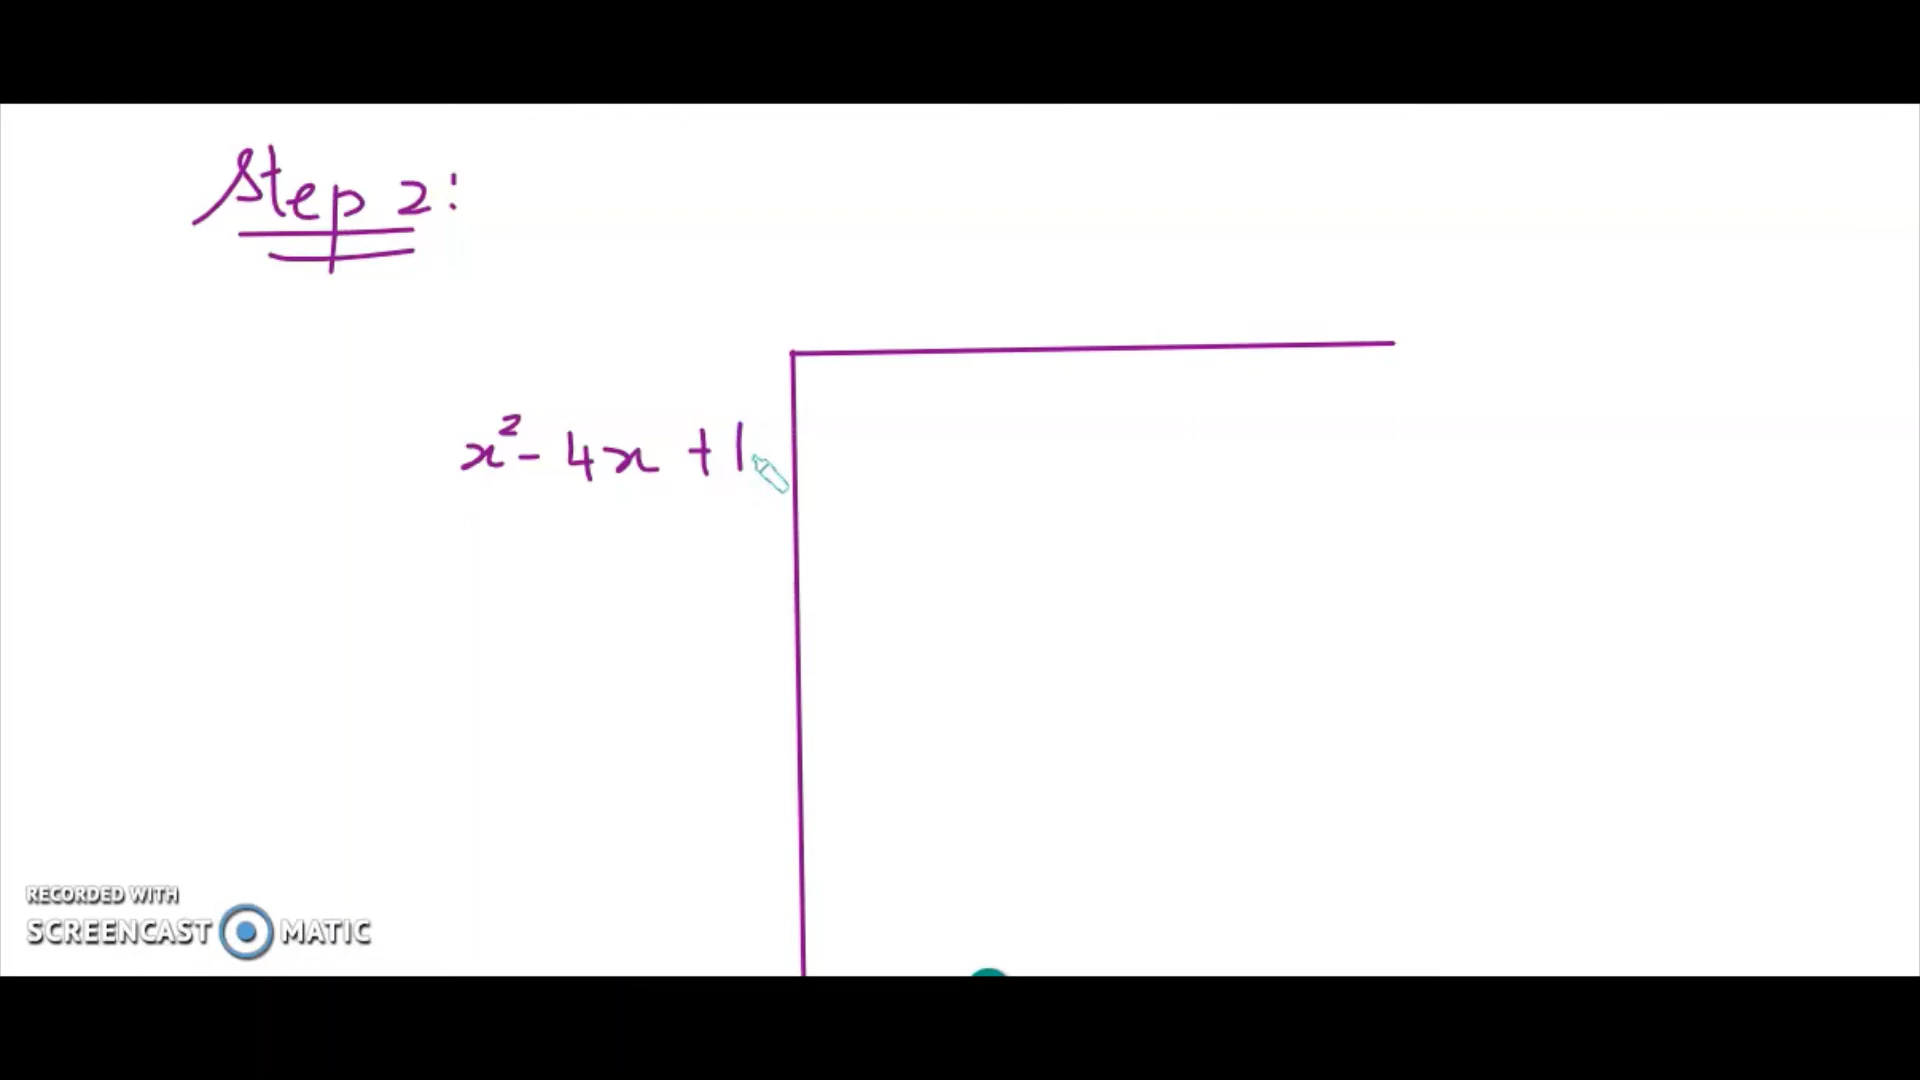 Step 2:
x² - 4x + 1
RECORDED WITH
SCREENCAST MATIC